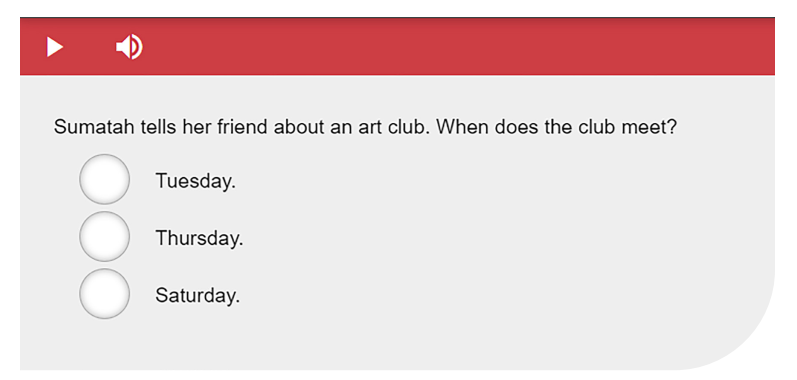 Sumatah tells her friend about an art club. When does the club meet?
Tuesday.
Thursday.
Saturday.